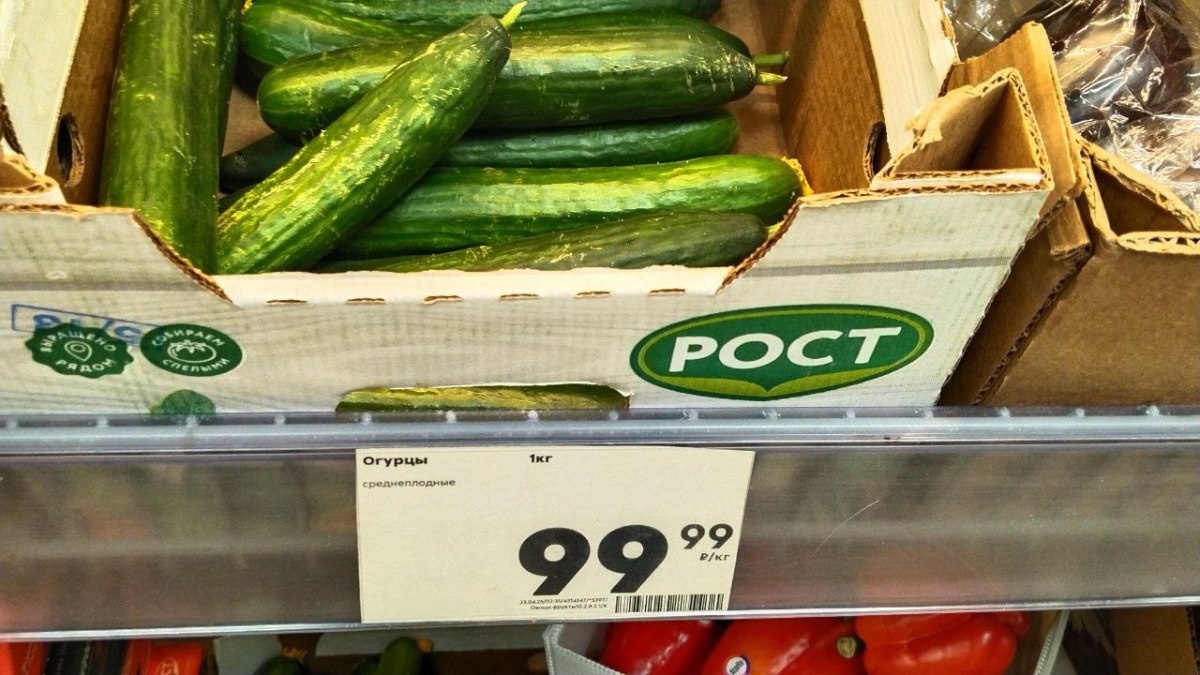 ВЫРАЩЕНО
РЯДОМ
СОБИРАЕМ
СПЕЛЫМИ
РОСТ
Огурцы 1кг
среднеплодные
99 99
₽/кг